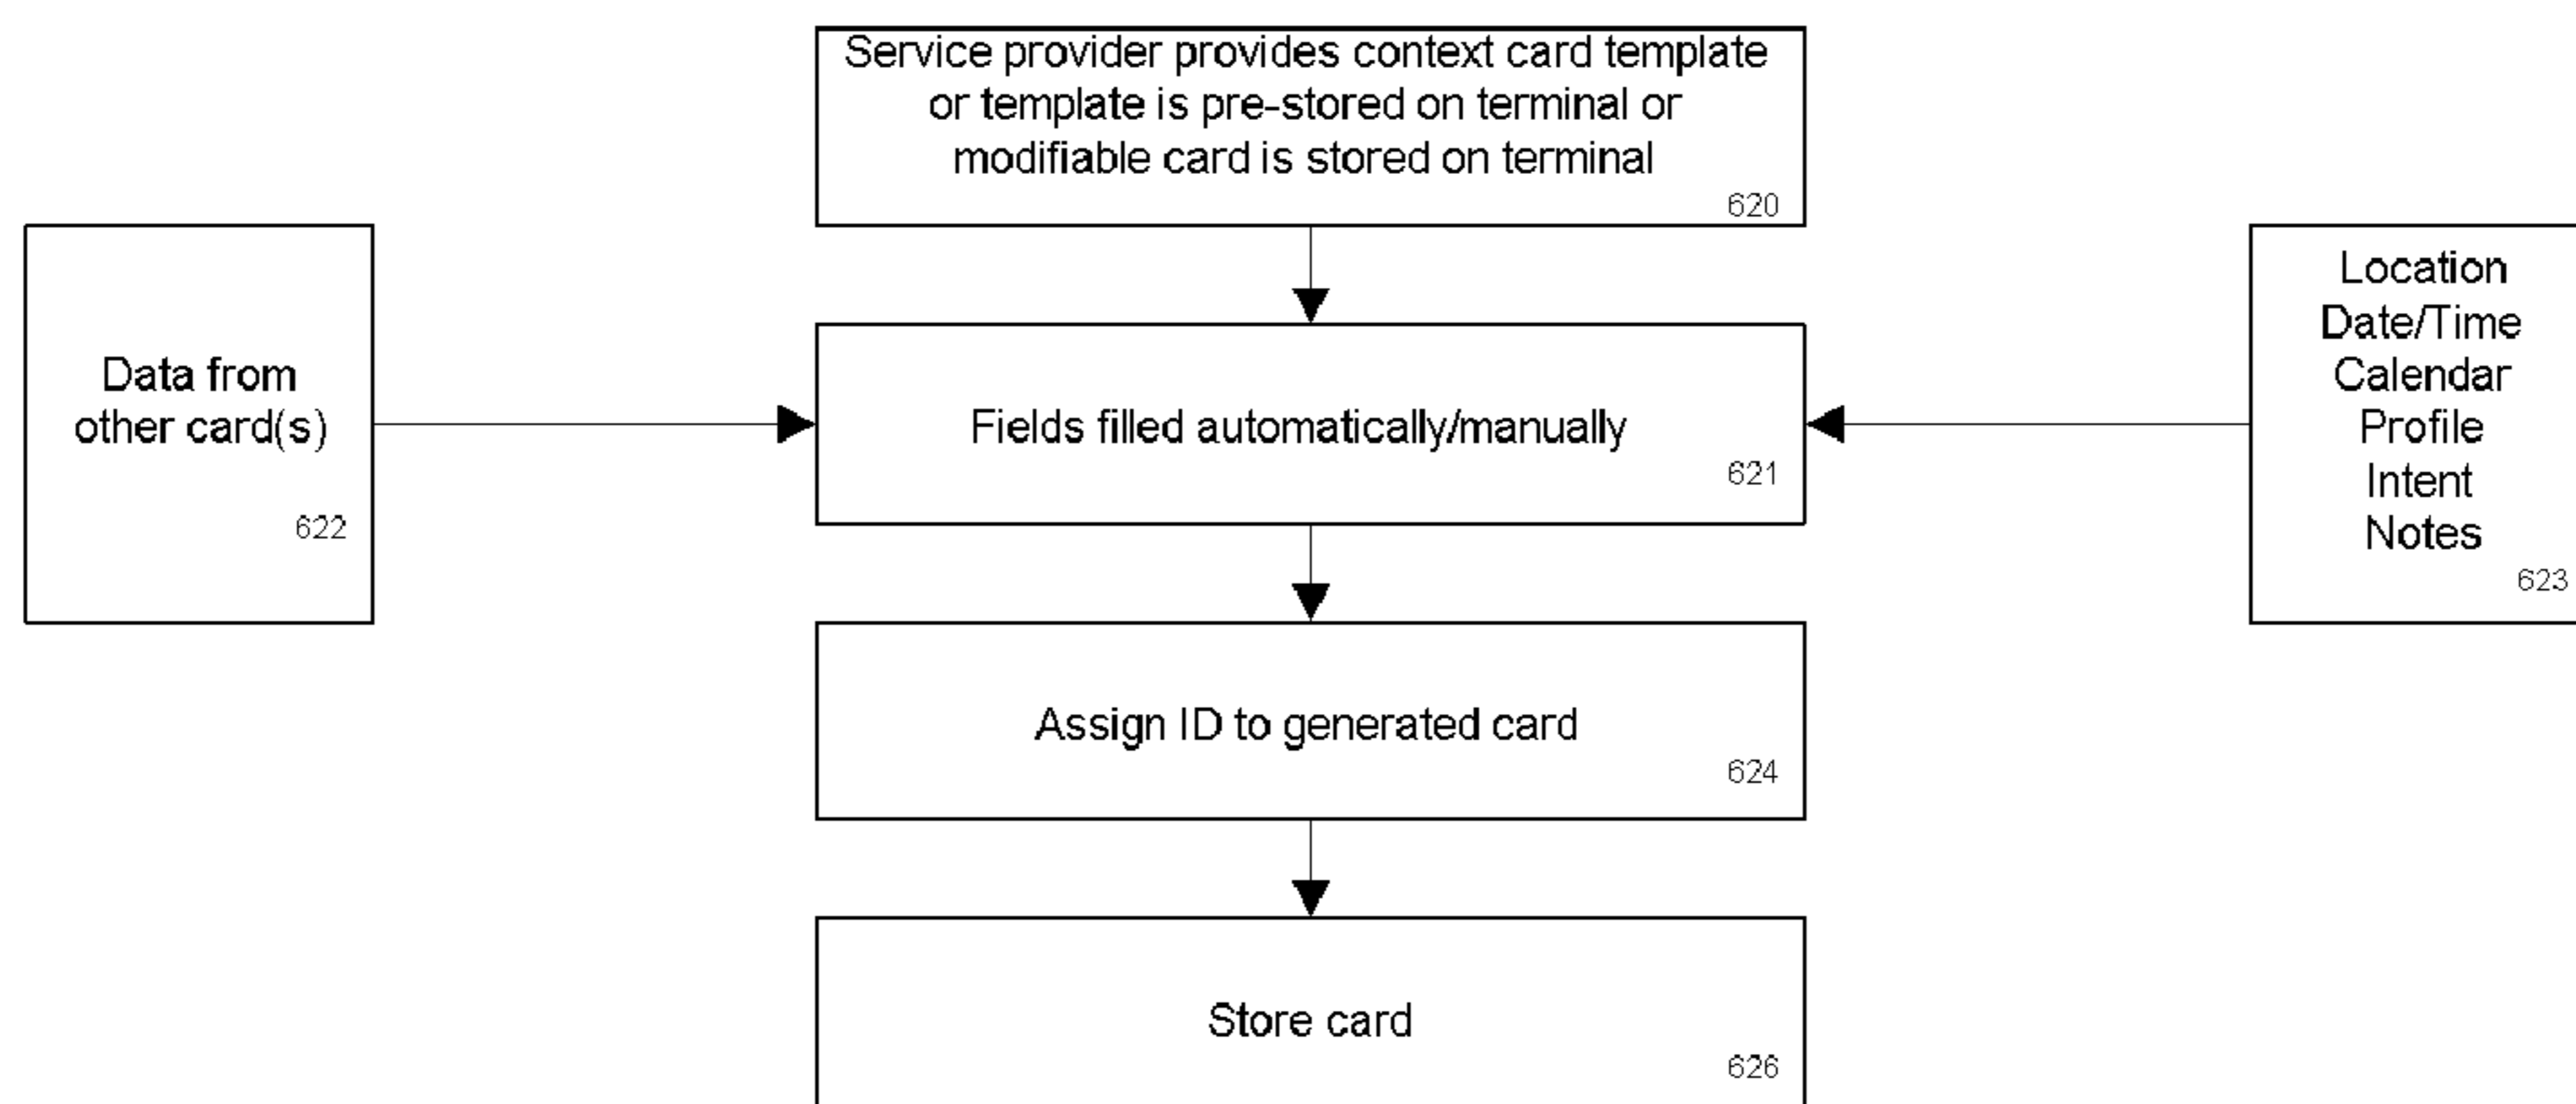 Service provider provides context card template
or template is pre-stored on terminal or
modifiable card is stored on terminal
620
Data from
other card(s)
622
Fields filled automatically/manually
621
Location
Date/Time
Calendar
Profile
Intent
Notes
623
Assign ID to generated card
624
Store card
626